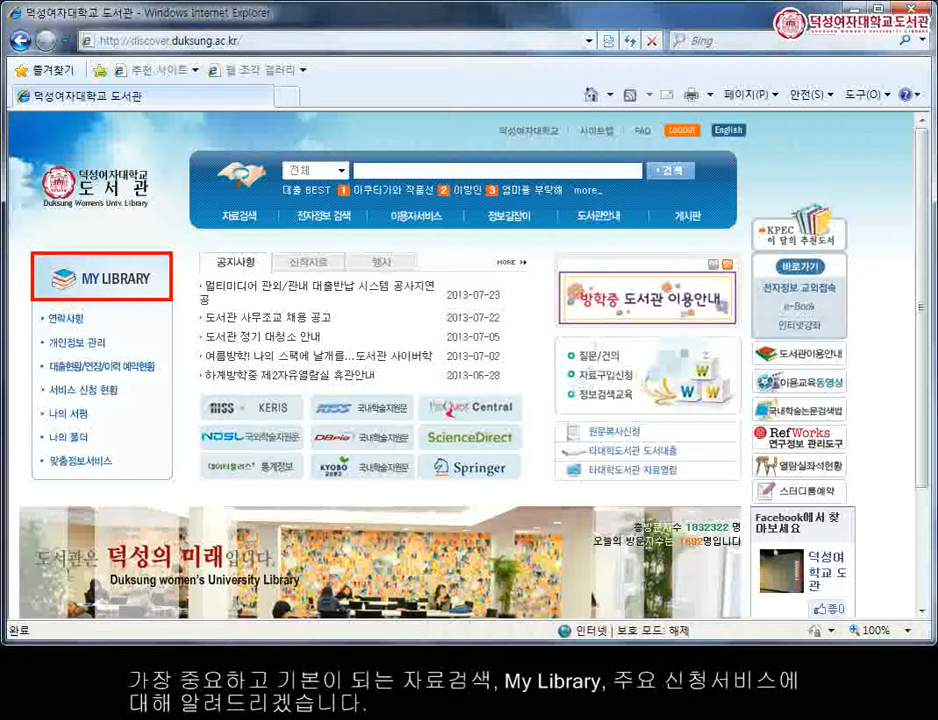 덕성여자대학교 도서관 - Windows Internet Explorer
덕성여자대학교도서관
http://discover.duksung.ac.kr/
Bing
즐겨찾기 추천 사이트 웹 조각 갤러리
덕성여자대학교 도서관
페이지(P) 안전(S) 도구(O)
덕성여자대학교 사이트맵 FAQ LOGOUT English
덕성여자대학교
도서관
Duksung Women's Univ. Library
전체 검색
대출 BEST 1 아쿠타가와 작품선 2 이방인 3 엄마를 부탁해 more..
자료검색 전자정보 검색 이용자서비스 정보길잡이 도서관안내 게시판
KPEC
이 달의 추천도서
MY LIBRARY
연락사항
개인정보 관리
대출현황/연장/이력 예약현황
서비스 신청 현황
나의 서평
나의 폴더
맞춤정보서비스
공지사항 신착자료 행사 MORE
멀티미디어 관외/관내 대출반납 시스템 공사지연공 2013-07-23
도서관 사무조교 채용 공고 2013-07-22
도서관 정기 대청소 안내 2013-07-05
여름방학! 나의 스펙에 날개를...도서관 사이버학 2013-07-02
하계방학중 제2자유열람실 휴관안내 2013-06-28
방학중 도서관 이용안내
바로가기
전자정보 교외접속
e-Book
인터넷강좌
질문/건의
자료구입신청
정보검색교육
W W W
도서관이용안내
이용교육동영상
국내학술논문검색법
RefWorks
연구정보 관리도구
열람실좌석현황
스터디룸예약
RISS KERIS 국내학술지원문 ProQuest Central
NDSL 국외학술지원문 DBpia 국내학술지원문 ScienceDirect
통계정보 KYOBO 국내학술지원문 Springer
원문복사신청
타대학도서관 도서대출
타대학도서관 자료열람
도서관은 덕성의 미래입니다.
Duksung women's University Library
총방문자수 1832322 명
오늘의 방문자수는 1692명입니다
Facebook에서 찾아보세요
덕성여
학교 도
관
좋아
완료 인터넷 | 보호 모드: 해제 100%
가장 중요하고 기본이 되는 자료검색, My Library, 주요 신청서비스에
대해 알려드리겠습니다.